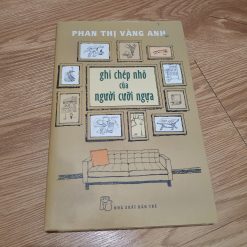 PHAN THỊ VÀNG ANH
ghi chép nhỏ
của
người cưỡi ngựa
NHÀ XUẤT BẢN TRẺ